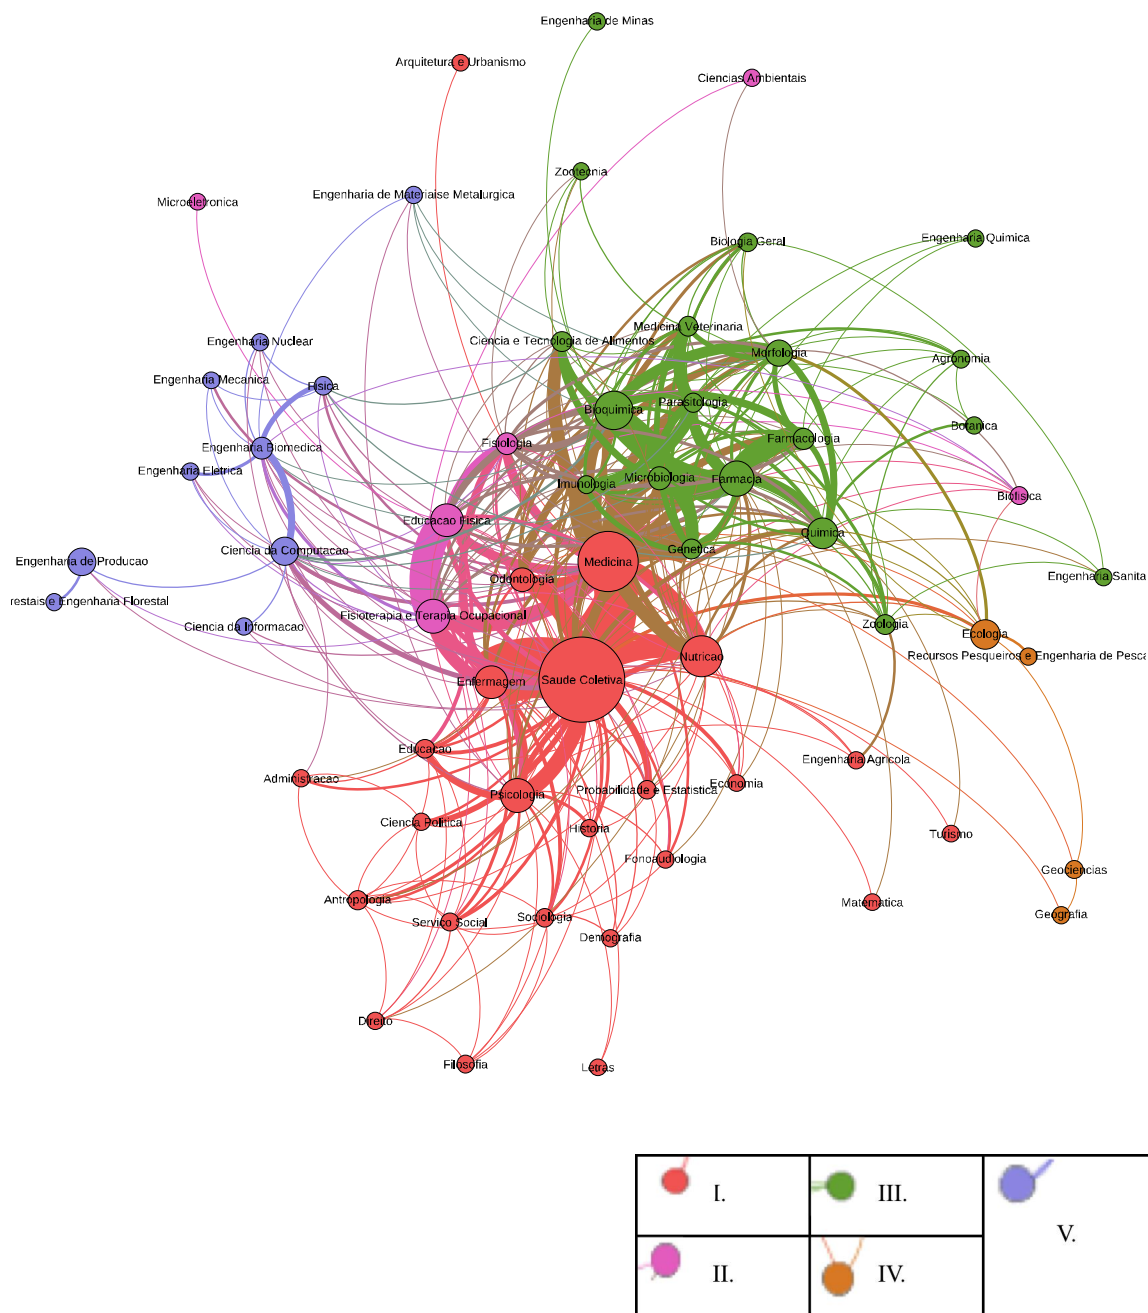 Engenharia de Minas
Arquitetura e Urbanismo
Ciencias Ambientais
Zootecnia
Engenharia de Materiaise Metalurgica
Microeletronica
Biologia Geral
Engenharia Quimica
Medicina Veterinaria
Engenharia Nuclear
Ciencia e Tecnologia de Alimentos
Morfologia
Agronomia
Engenharia Mecanica
Fisica
Bioquimica
Parasitologia
Botanica
Farmacologia
Engenharia Biomedica
Fisiologia
Engenharia Eletrica
Imunologia
Microbiologia
Farmacia
Biofisica
Educacao Fisica
Quimica
Ciencia da Computacao
Genetica
Engenharia de Producao
Medicina
Odontologia
Engenharia Sanita
restais e Engenharia Florestal
Fisioterapia e Terapia Ocupacional
Ciencia da Informacao
Zoologia
Ecologia
Recursos Pesqueiros e Engenharia de Pesca
Nutricao
Enfermagem
Saude Coletiva
Educacao
Engenharia Agricola
Administracao
Economia
Probabilidade e Estatistica
Psicologia
Ciencia Politica
Historia
Turismo
Fonoaudiologia
Geociencias
Antropologia
Matematica
Sociologia
Geografia
Servico Social
Demografia
Direito
Filosofia
Letras
I.
III.
V.
II.
IV.